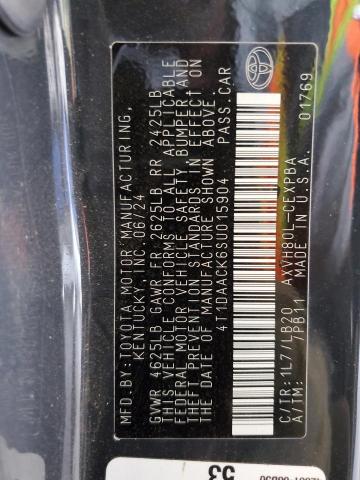 MFD.BY:TOYOTA MOTOR MANUFACTURING,
KENTUCKY,INC.06/24
GVWR 4625LB GAWR FR 2625LB RR 2425LB
THIS VEHICLE CONFORMS TO ALL APPLICABLE
FEDERAL MOTOR VEHICLE SAFETY BUMPER,AND
THEFT PREVENTION STANDARDS IN EFFECT ON
THE DATE OF MANUFACTURE SHOWN ABOVE.
4T1DAACK6SU015904 PASS.CAR
C/TR:1L7/LB20 AXVH80L-CEXPBA
A/TM: /PB11 MADE IN U.S.A. 01769
53